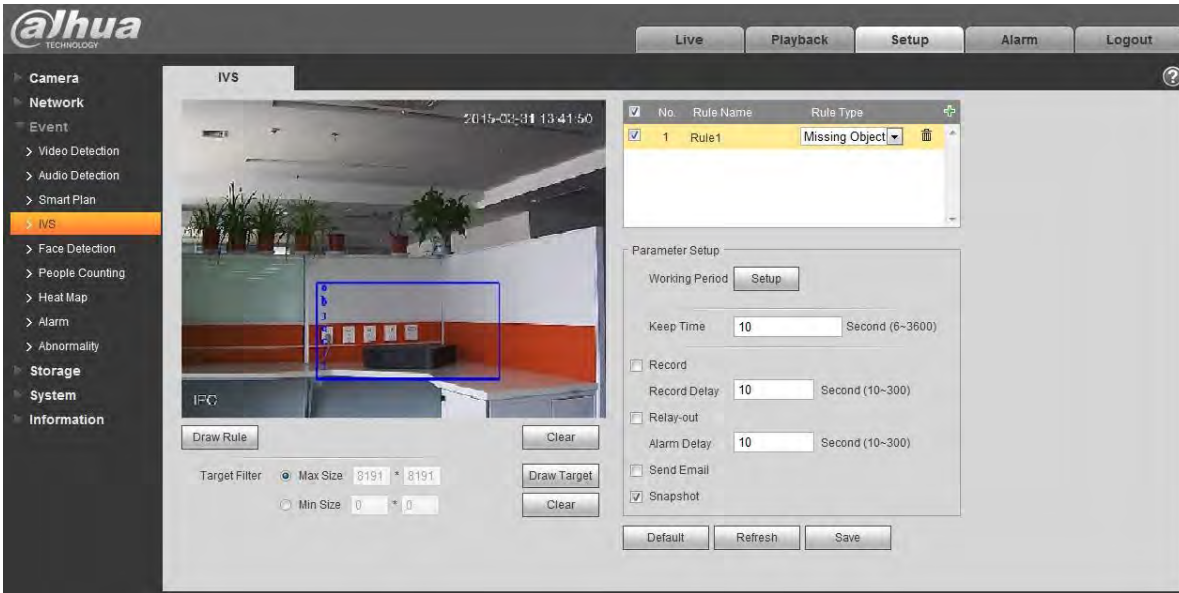 alhua
TECHNOLOGY
Live
Playback
Setup
Alarm
Logout
Camera
Network
Event
> Video Detection
> Audio Detection
> Smart Plan
> IVS
> Face Detection
> People Counting
> Heat Map
> Alarm
> Abnormality
Storage
System
Information
IVS
2015-03-31 13:41:50
IPC
Draw Rule
Clear
Target Filter Max Size 8191 * 8191 Draw Target
Min Size 0 * 0 Clear
No. Rule Name Rule Type
1 Rule1 Missing Object
Parameter Setup
Working Period Setup
Keep Time 10 Second (6~3600)
Record
Record Delay 10 Second (10~300)
Relay-out
Alarm Delay 10 Second (10~300)
Send Email
Snapshot
Default Refresh Save